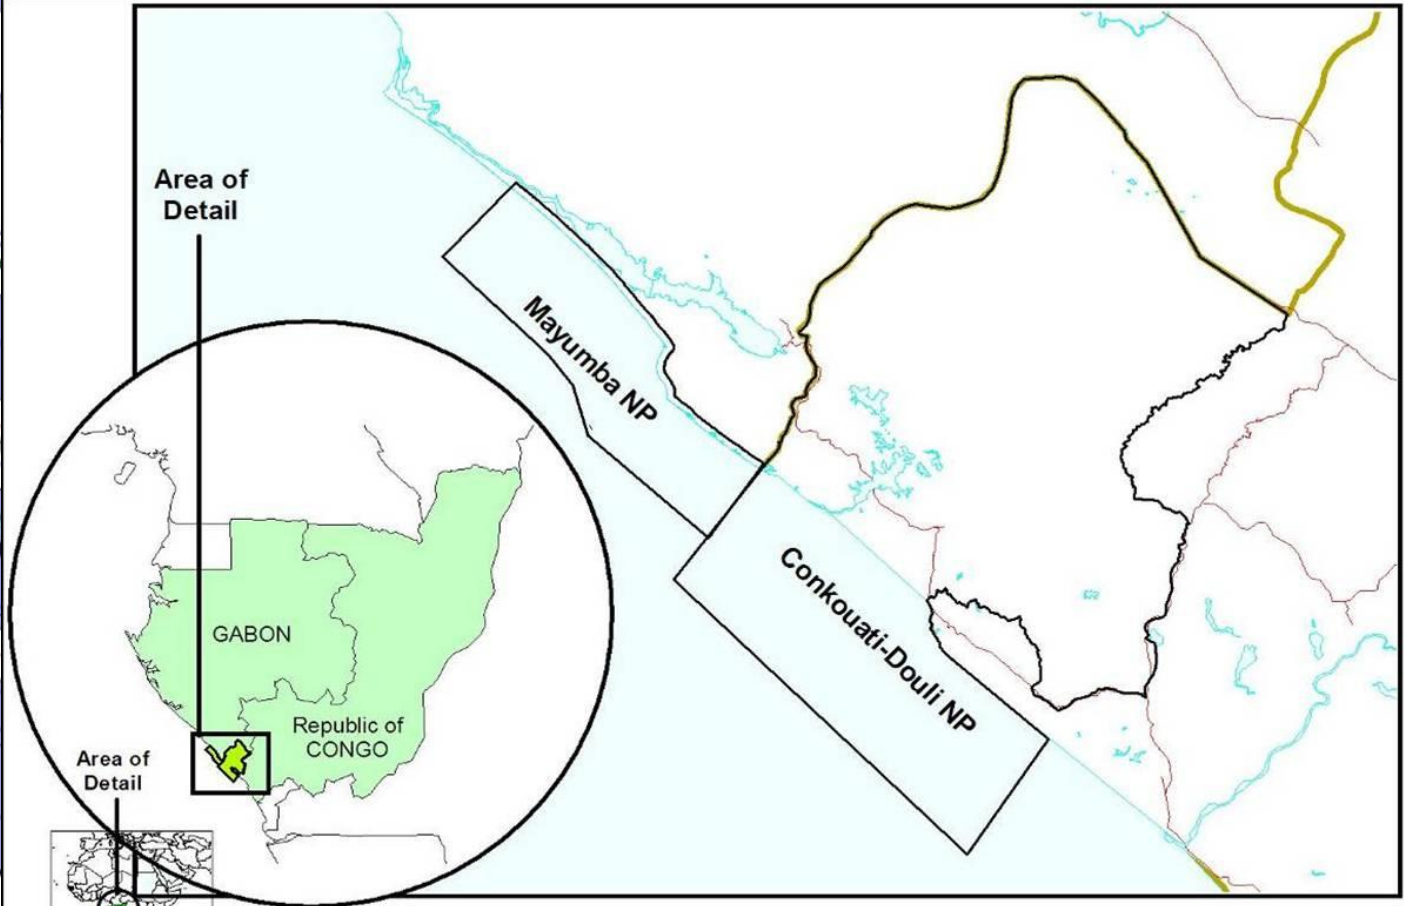 Area of
Detail
Mayumba NP
Conkouati-Douli NP
GABON
Republic of
CONGO
Area of
Detail